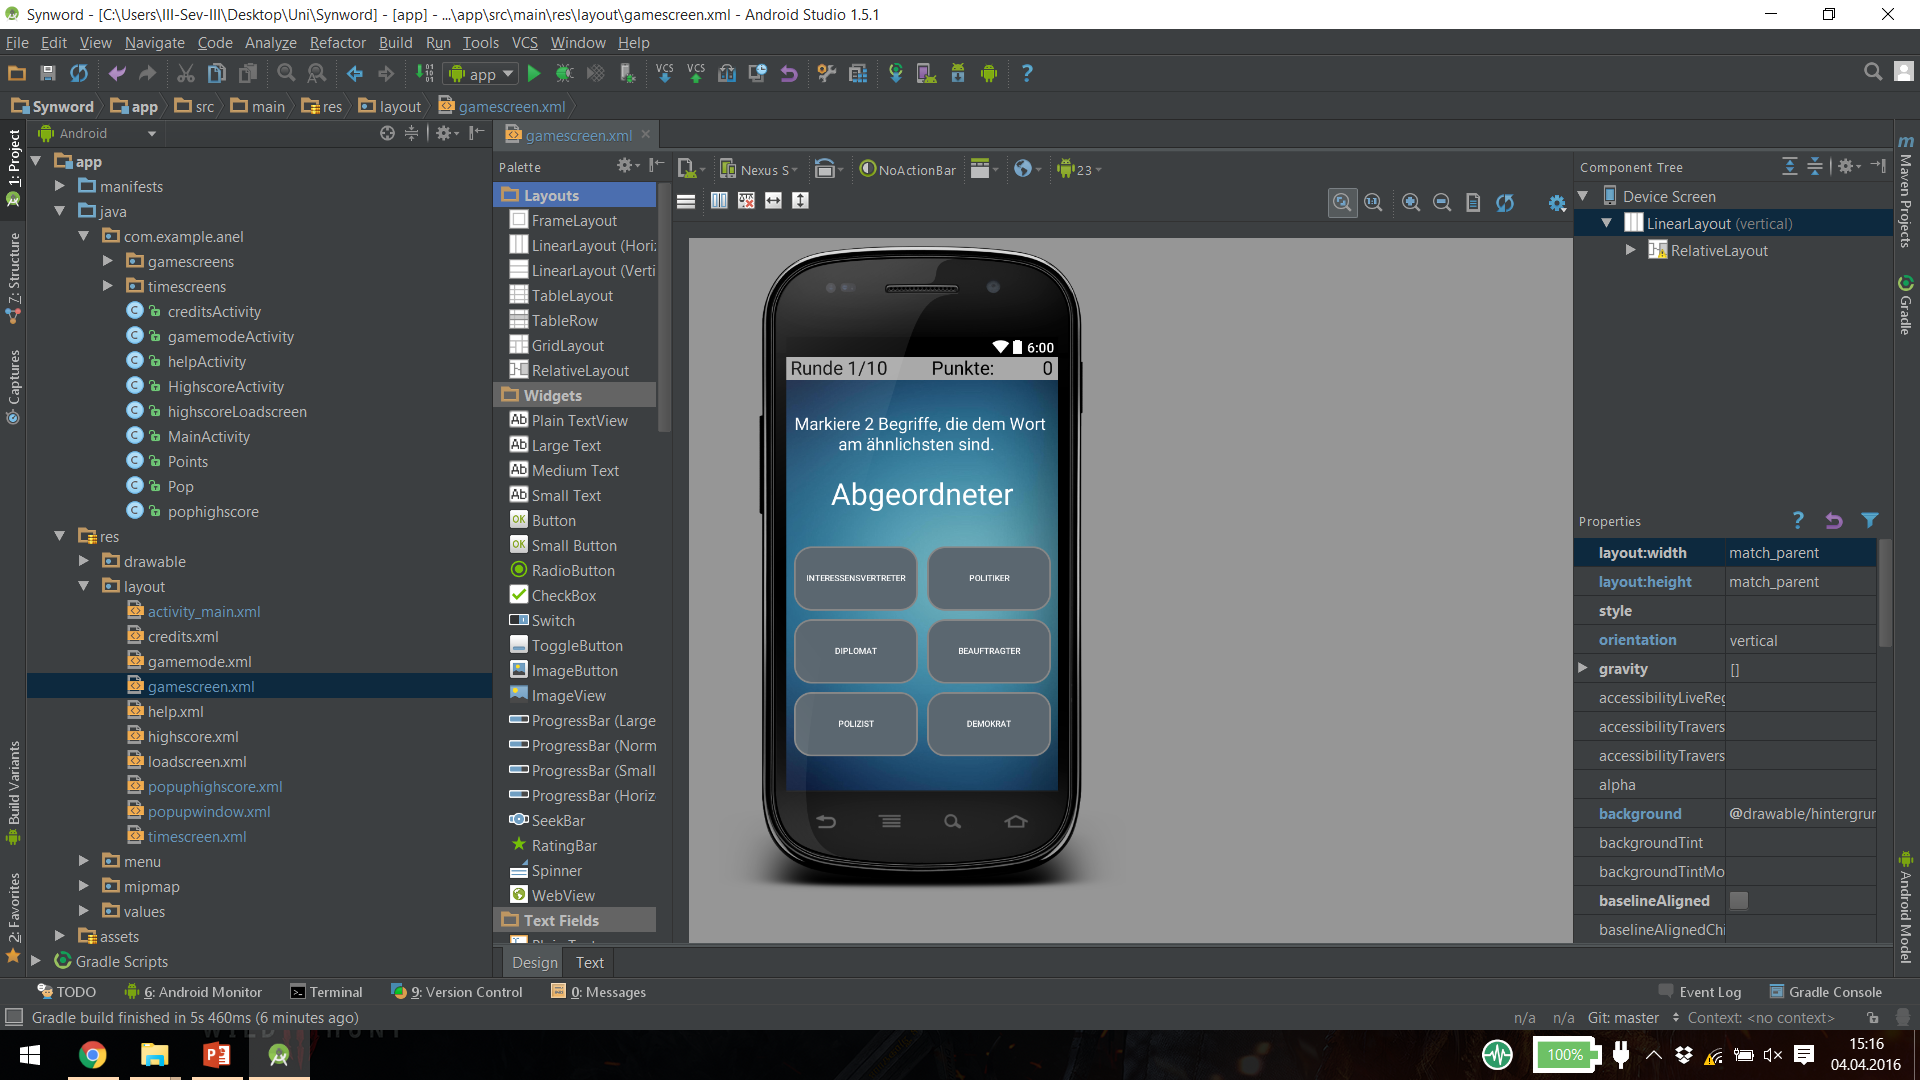 Synword - [C:\Users\III-Sev-III\Desktop\Uni\Synword] - [app] - ...\app\src\main\res\layout\gamescreen.xml - Android Studio 1.5.1
File Edit View Navigate Code Analyze Refactor Build Run Tools VCS Window Help
app VCS VCS ?
Synword app src main res layout gamescreen.xml
1: Project
7: Structure
Captures
Build Variants
2: Favorites
Android
app
manifests
java
com.example.anel
gamescreens
timescreens
creditsActivity
gamemodeActivity
helpActivity
HighscoreActivity
highscoreLoadscreen
MainActivity
Points
Pop
pophighscore
res
drawable
layout
activity_main.xml
credits.xml
gamemode.xml
gamescreen.xml
help.xml
highscore.xml
loadscreen.xml
popuphighscore.xml
popupwindow.xml
timescreen.xml
menu
mipmap
values
assets
Gradle Scripts
gamescreen.xml
Palette
Layouts
FrameLayout
LinearLayout (Horiz
LinearLayout (Verti
TableLayout
TableRow
GridLayout
RelativeLayout
Widgets
Plain TextView
Large Text
Medium Text
Small Text
Button
Small Button
RadioButton
CheckBox
Switch
ToggleButton
ImageButton
ImageView
ProgressBar (Large
ProgressBar (Norm
ProgressBar (Small
ProgressBar (Horiz
SeekBar
RatingBar
Spinner
WebView
Text Fields
Nexus S NoActionBar 23
6:00
Runde 1/10 Punkte: 0
Markiere 2 Begriffe, die dem Wort
am ähnlichsten sind.
Abgeordneter
INTERESSENSVERTRETER POLITIKER
DIPLOMAT BEAUFTRAGTER
POLIZIST DEMOKRAT
Design Text
Component Tree
Device Screen
LinearLayout (vertical)
RelativeLayout
Properties ?
layout:width match_parent
layout:height match_parent
style
orientation vertical
gravity []
accessibilityLiveReg
accessibilityTravers
accessibilityTravers
alpha
background @drawable/hintergrun
backgroundTint
backgroundTintMo
baselineAligned
baselineAlignedChi
m Maven Projects
Gradle
Android Model
TODO 6: Android Monitor Terminal 9: Version Control 0: Messages Event Log Gradle Console
Gradle build finished in 5s 460ms (6 minutes ago) n/a n/a Git: master Context: <no context>
100%
15:16
04.04.2016